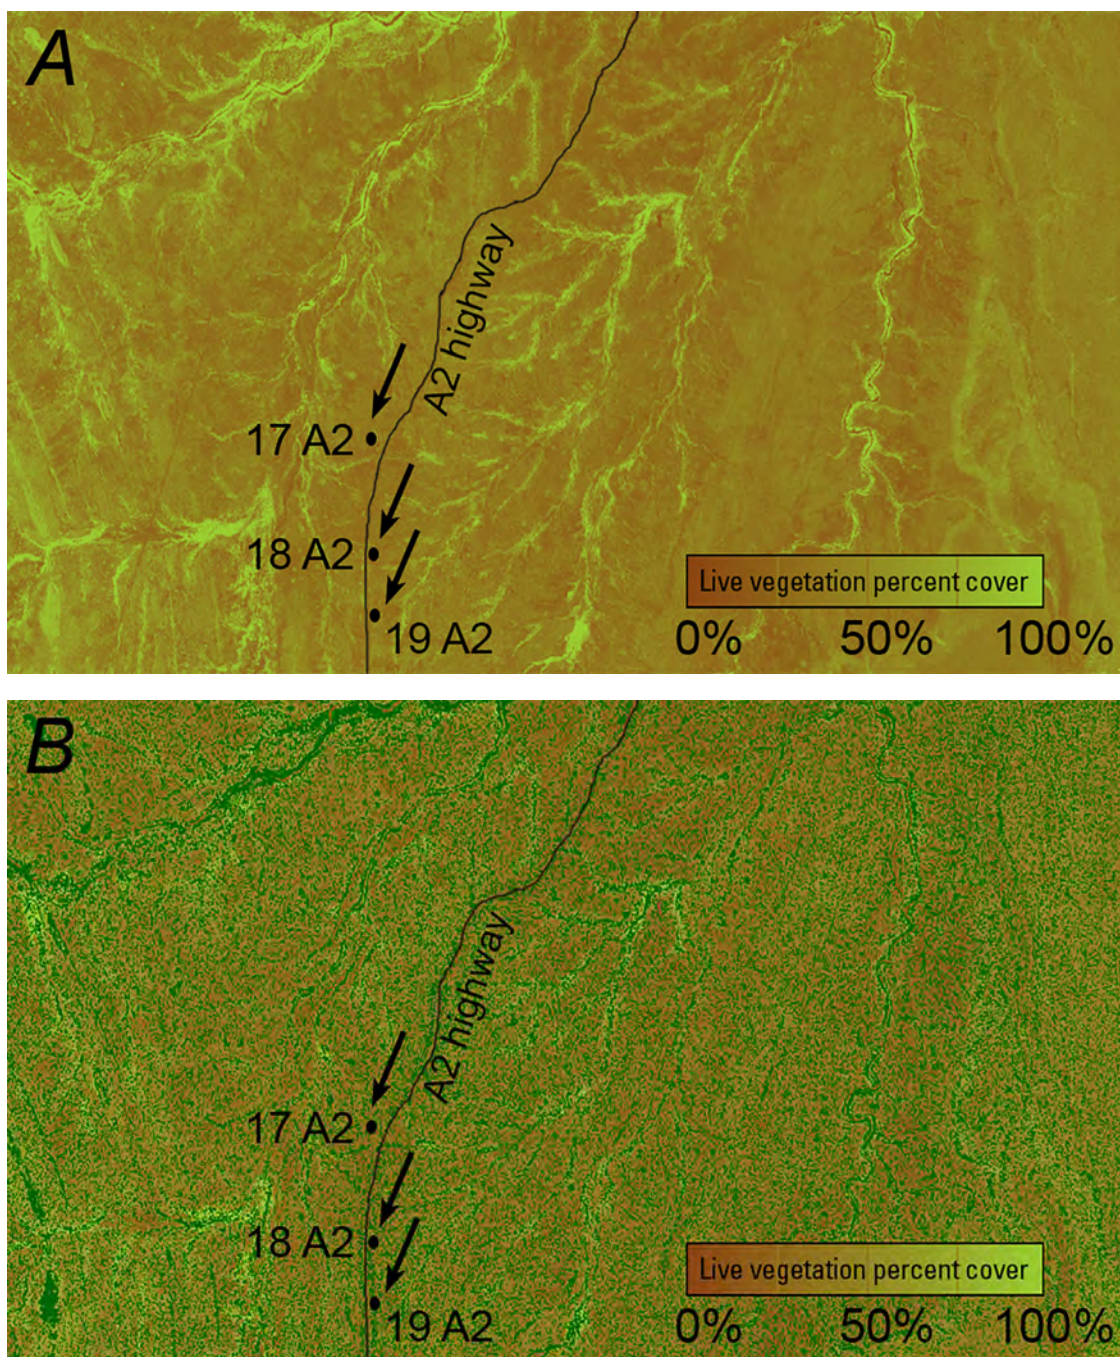 A
A2 highway
17 A2
18 A2
19 A2
Live vegetation percent cover
0% 50% 100%
B
A2 highway
17 A2
18 A2
19 A2
Live vegetation percent cover
0% 50% 100%